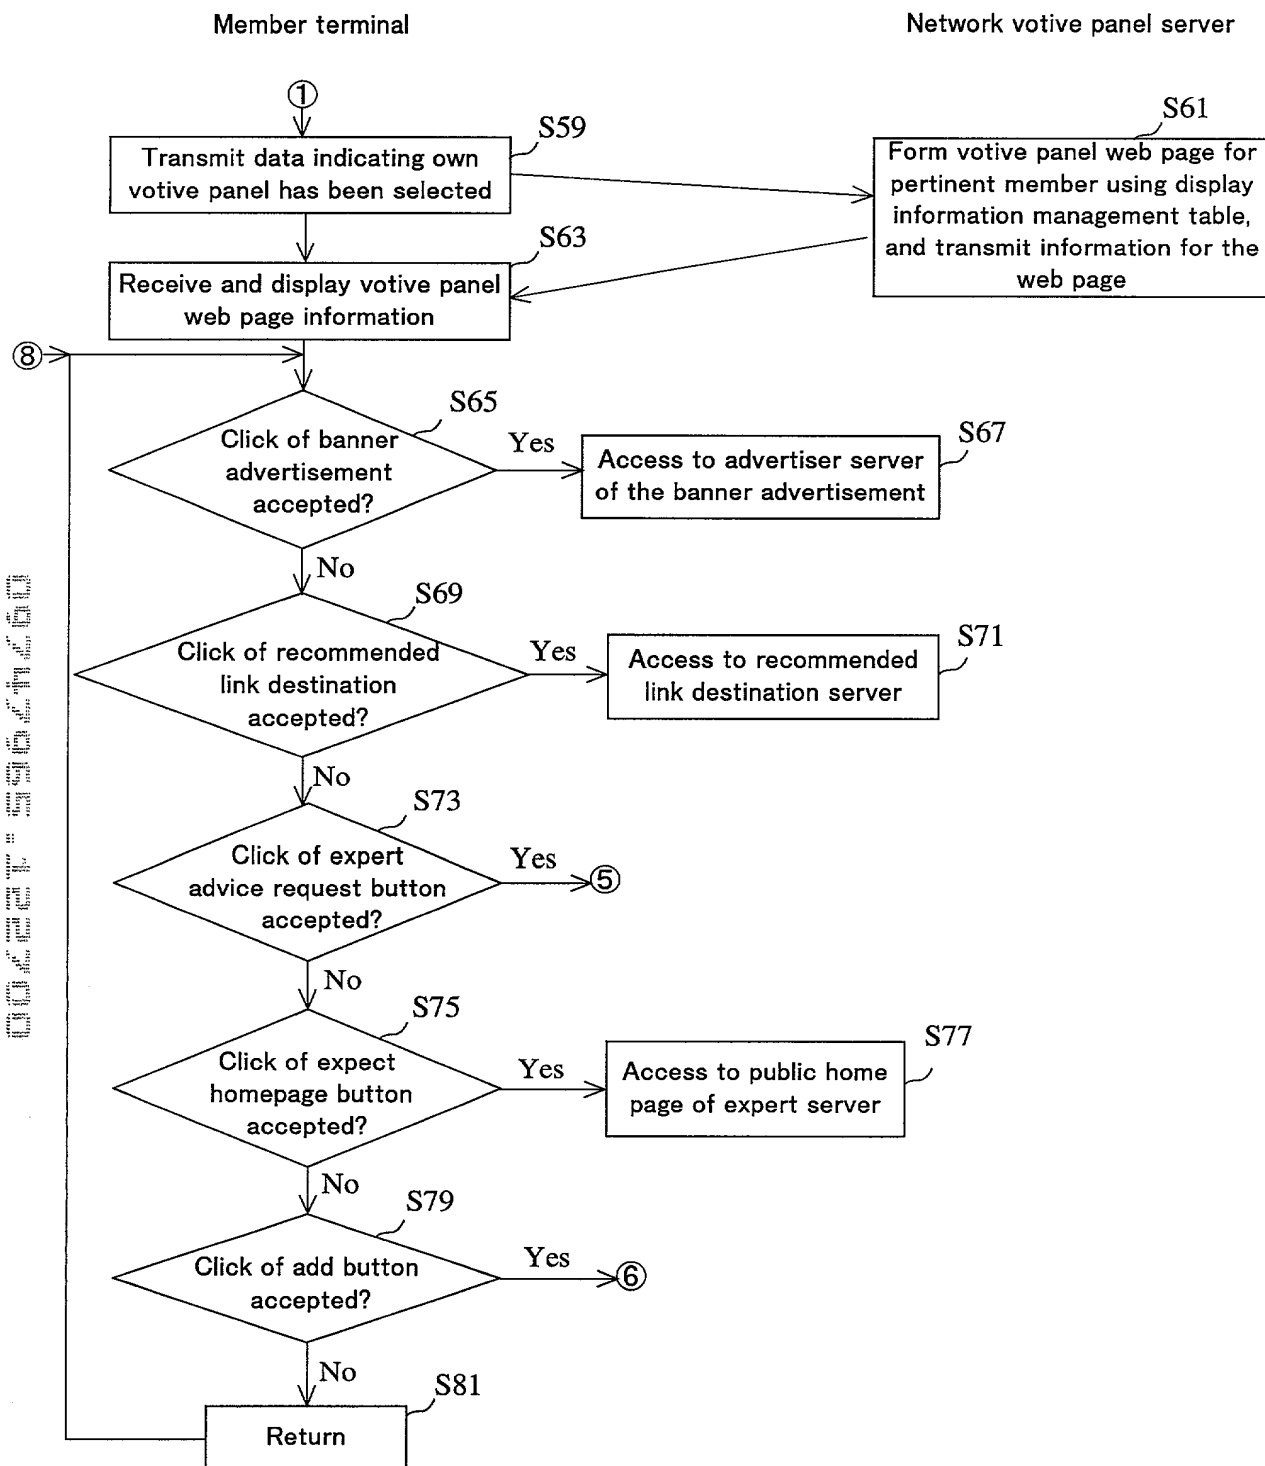 Member terminal
Network votive panel server
①
S59
Transmit data indicating own
votive panel has been selected
S61
Form votive panel web page for
pertinent member using display
information management table,
and transmit information for the
web page
S63
Receive and display votive panel
web page information
⑧
S65
Click of banner
advertisement
accepted?
Yes
S67
Access to advertiser server
of the banner advertisement
No
S69
Click of recommended
link destination
accepted?
Yes
S71
Access to recommended
link destination server
No
S73
Click of expert
advice request button
accepted?
Yes
⑤
No
S75
Click of expect
homepage button
accepted?
Yes
S77
Access to public home
page of expert server
No
S79
Click of add button
accepted?
Yes
⑥
No
S81
Return
09747955.122700